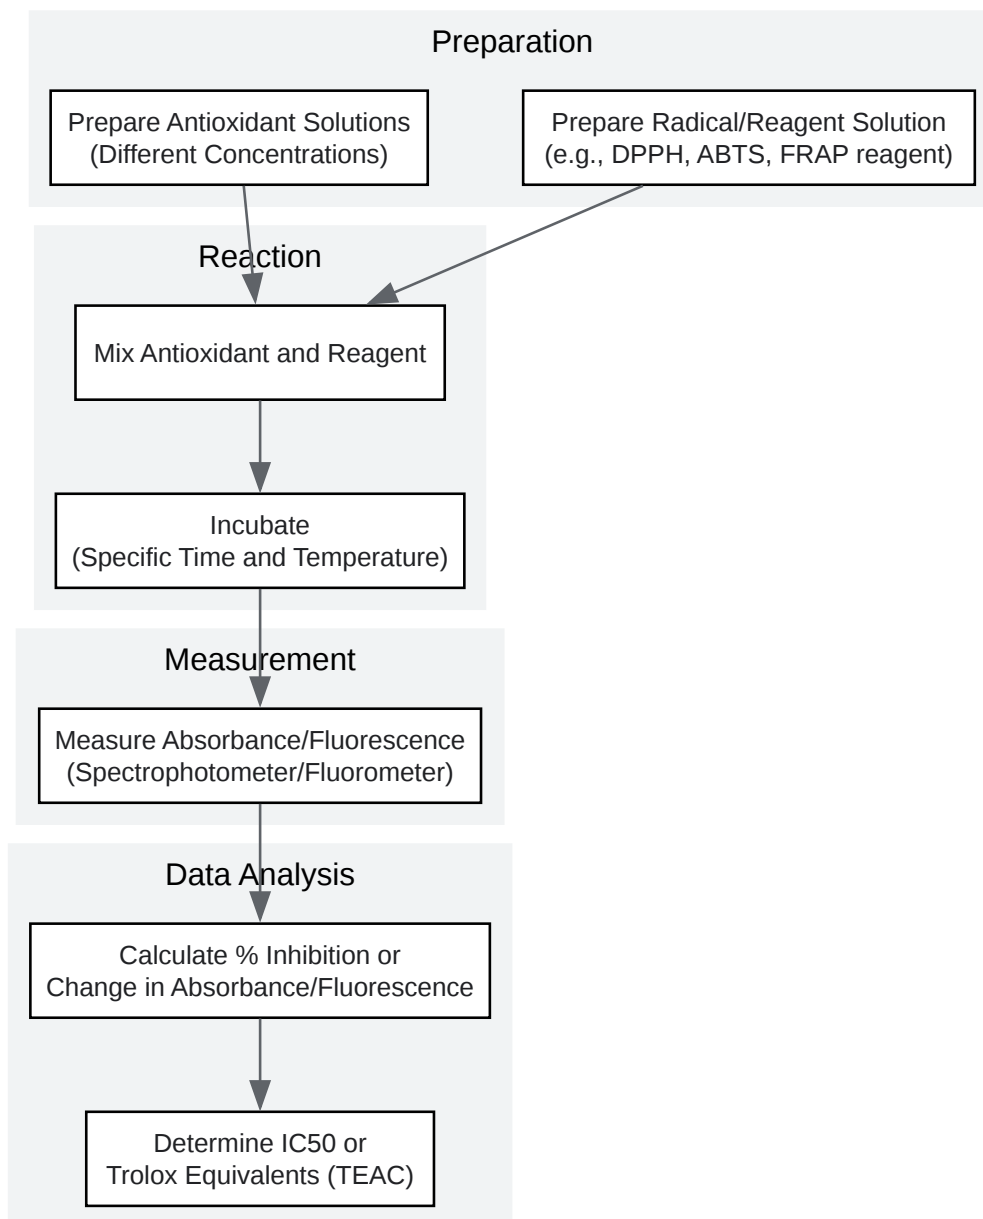 Preparation
Prepare Antioxidant Solutions
(Different Concentrations)
Prepare Radical/Reagent Solution
(e.g., DPPH, ABTS, FRAP reagent)
Reaction
Mix Antioxidant and Reagent
Incubate
(Specific Time and Temperature)
Measurement
Measure Absorbance/Fluorescence
(Spectrophotometer/Fluorometer)
Data Analysis
Calculate % Inhibition or
Change in Absorbance/Fluorescence
Determine IC50 or
Trolox Equivalents (TEAC)